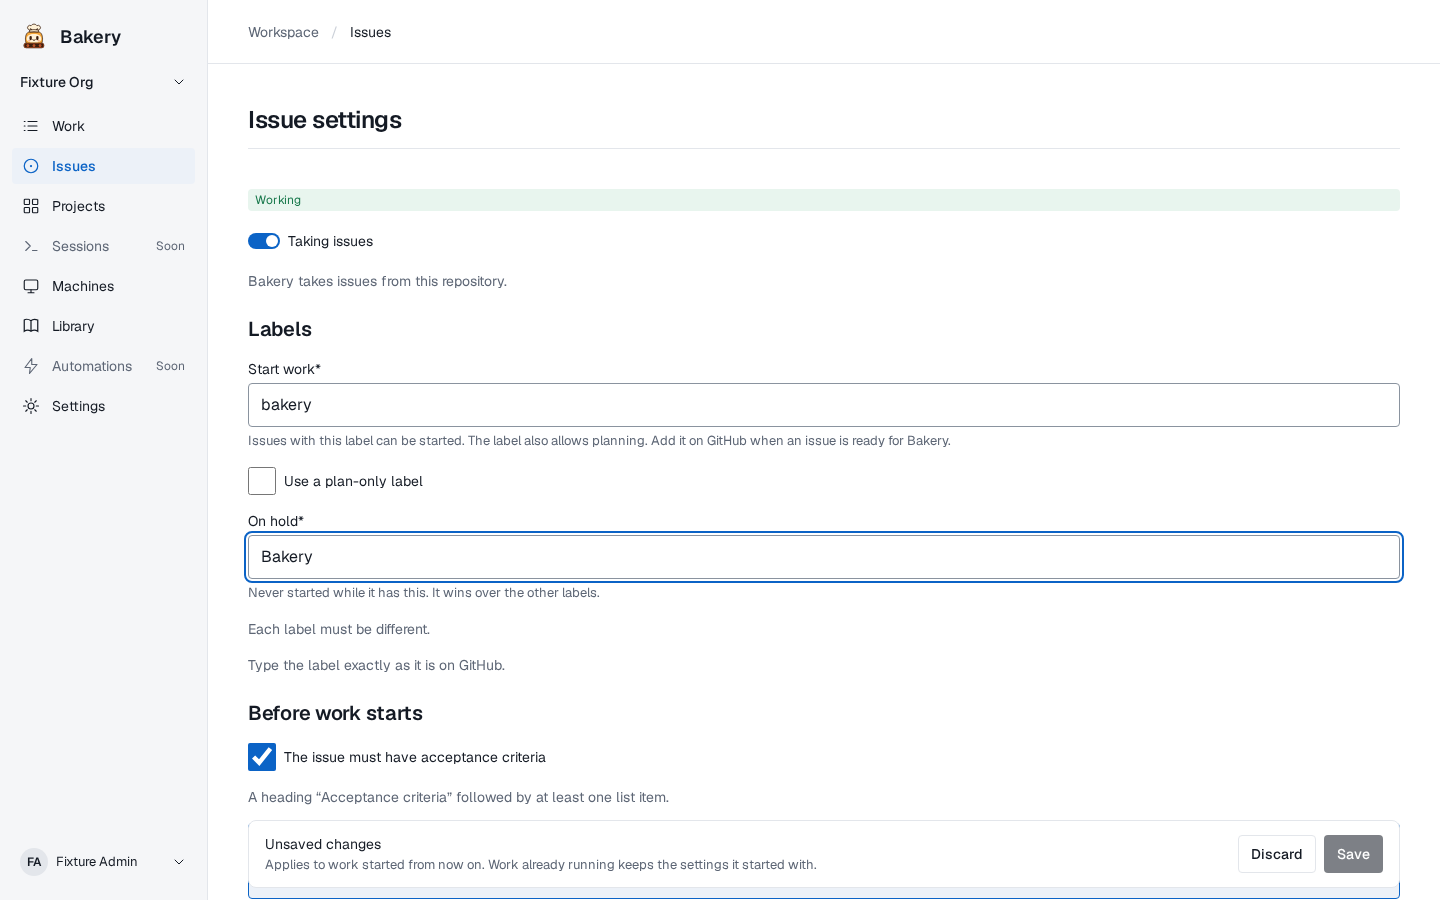 Bakery
Workspace / Issues
Fixture Org
Work
Issues
Projects
Sessions Soon
Machines
Library
Automations Soon
Settings
FA Fixture Admin
Issue settings
Working
Taking issues
Bakery takes issues from this repository.
Labels
Start work*
bakery
Issues with this label can be started. The label also allows planning. Add it on GitHub when an issue is ready for Bakery.
Use a plan-only label
On hold*
Bakery
Never started while it has this. It wins over the other labels.
Each label must be different.
Type the label exactly as it is on GitHub.
Before work starts
The issue must have acceptance criteria
A heading “Acceptance criteria” followed by at least one list item.
Unsaved changes
Applies to work started from now on. Work already running keeps the settings it started with.
Discard
Save